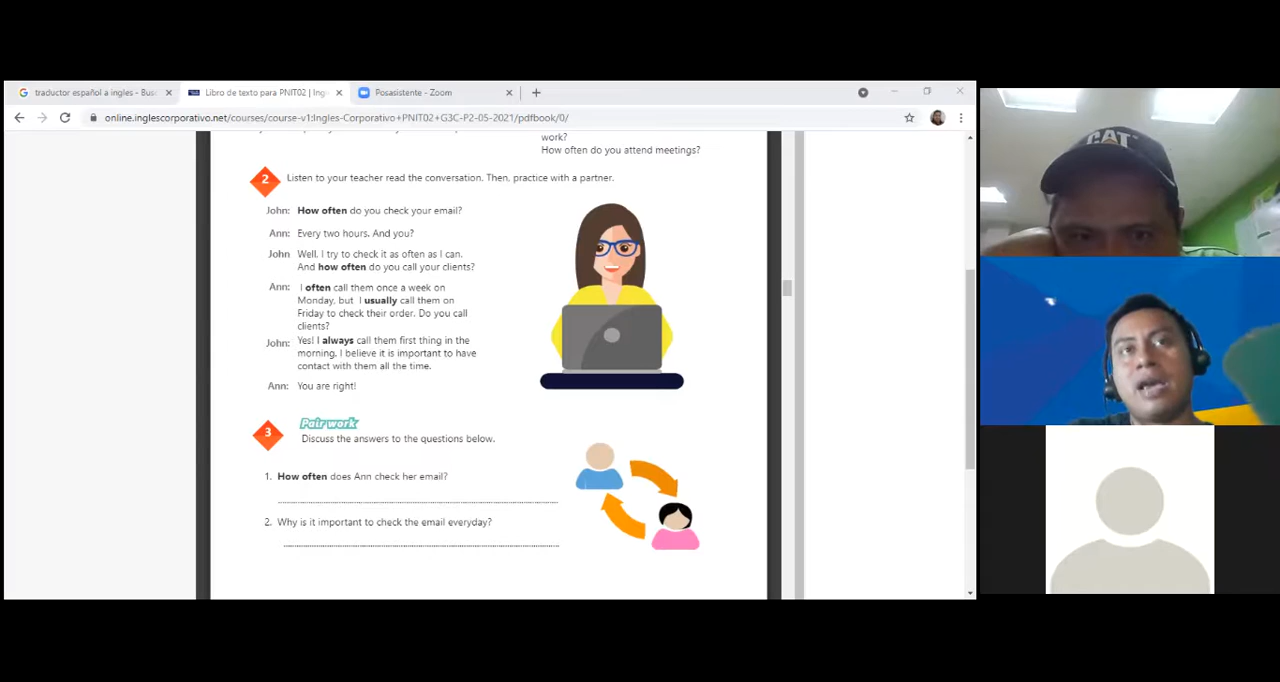 traductor español a ingles - Bus
Libro de texto para PNIT02 | Ing
Posasistente - Zoom
online.inglescorporativo.net/courses/course-v1:Ingles-Corporativo+PNIT02+G3C-P2-05-2021/pdfbook/0/
work?
How often do you attend meetings?
2 Listen to your teacher read the conversation. Then, practice with a partner.
John: How often do you check your email?
Ann: Every two hours. And you?
John Well. I try to check it as often as I can.
And how often do you call your clients?
Ann: I often call them once a week on
Monday, but I usually call them on
Friday to check their order. Do you call
clients?
John: Yes! I always call them first thing in the
morning. I believe it is important to have
contact with them all the time.
Ann: You are right!
3 Pair work
Discuss the answers to the questions below.
1. How often does Ann check her email?
2. Why is it important to check the email everyday?
CAT